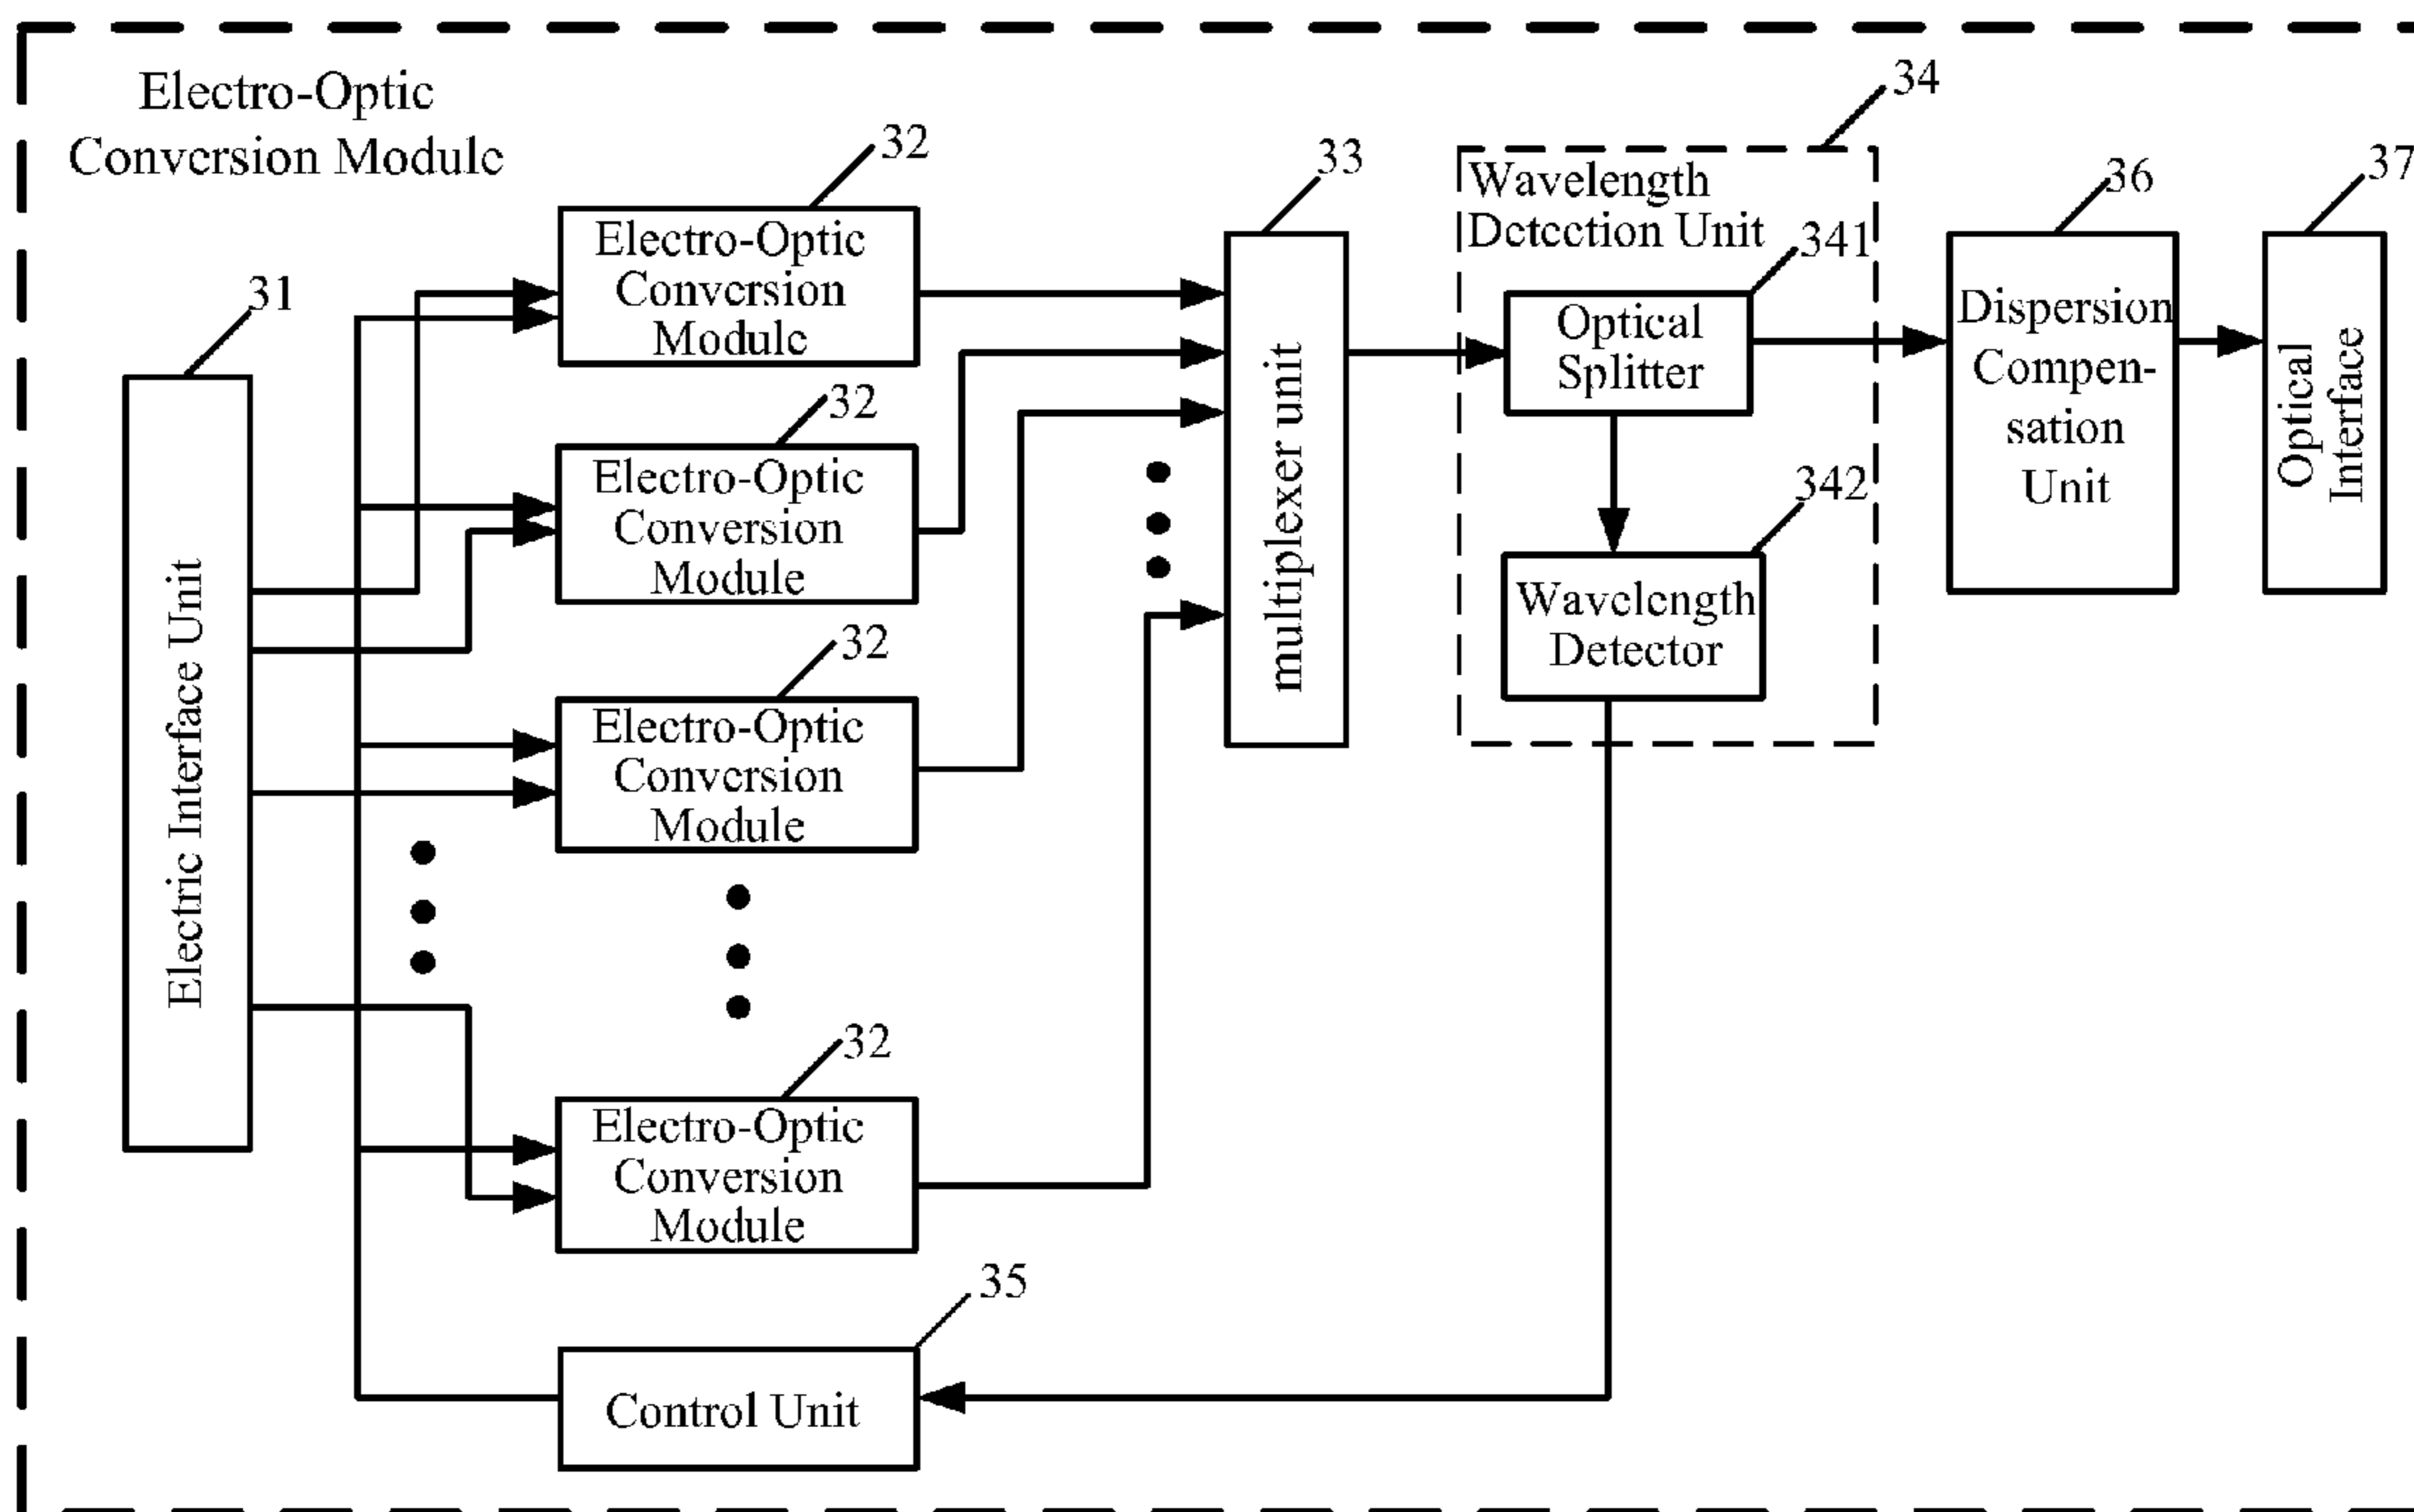 Electro-Optic
Conversion Module
34
32
33
Wavelength
Detection Unit
36
37
341
Electro-Optic
Conversion
Module
31
Optical
Splitter
Dispersion
Compen-
sation
Unit
Optical
Interface
32
Electro-Optic
Conversion
Module
multiplexer unit
342
Wavelength
Detector
Electric Interface Unit
32
Electro-Optic
Conversion
Module
32
Electro-Optic
Conversion
Module
35
Control Unit